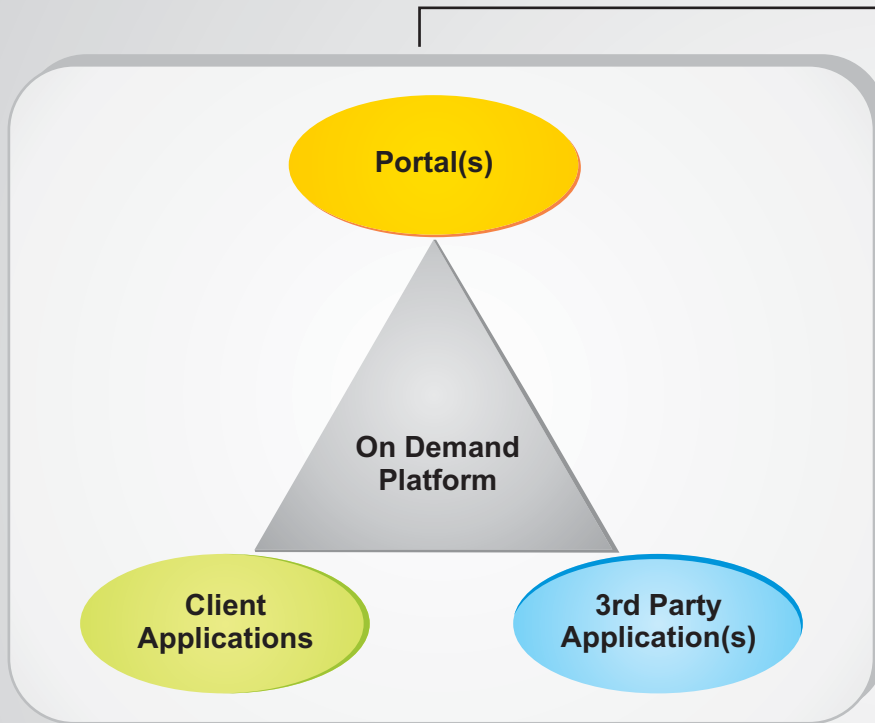 Portal(s)
On Demand
Platform
Client
Applications
3rd Party
Application(s)